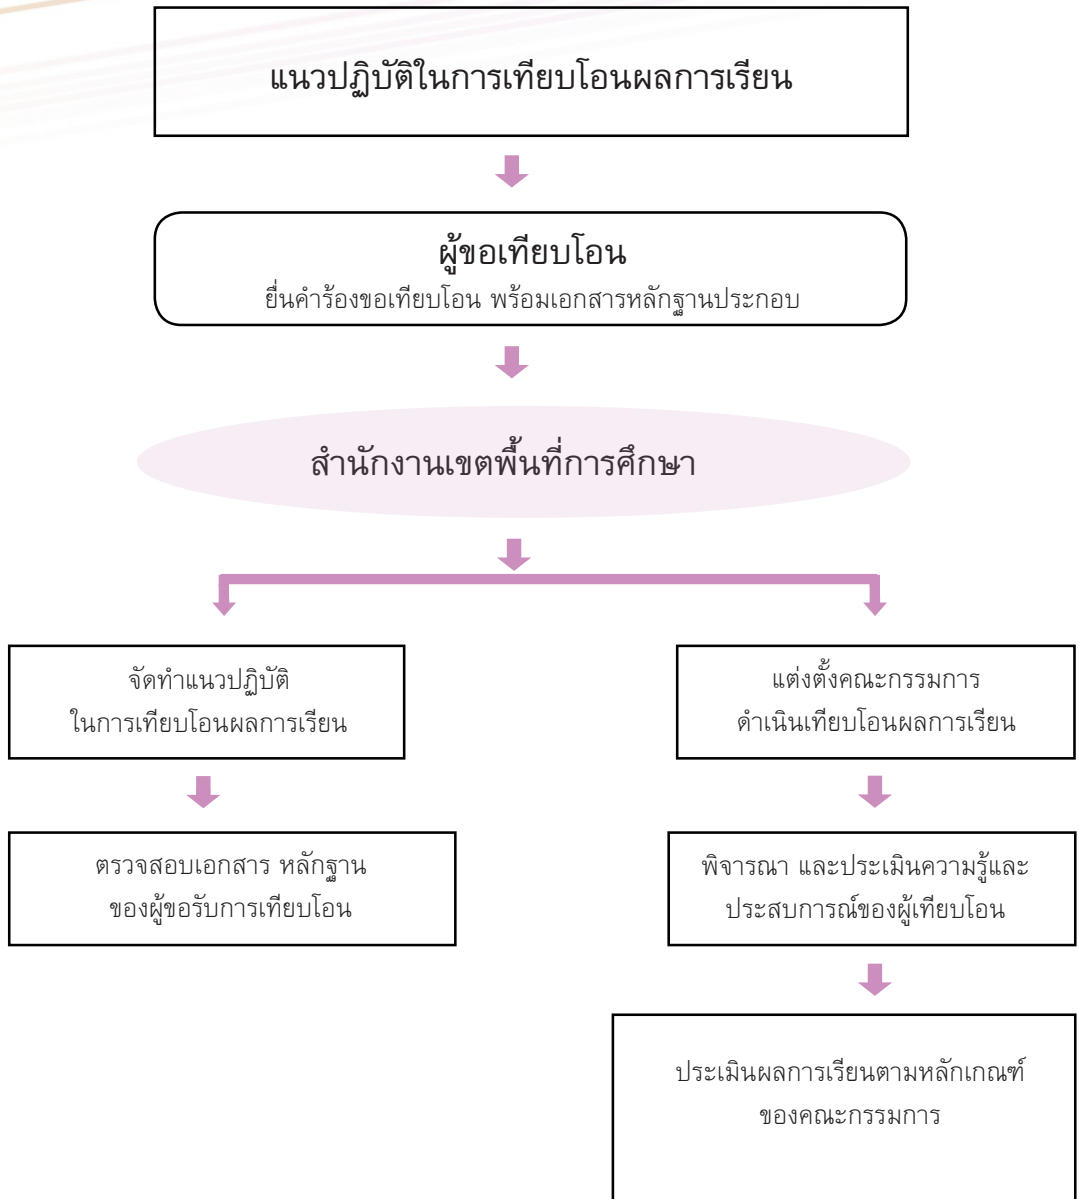 แนวปฏิบัติในการเทียบโอนผลการเรียน
ผู้ขอเทียบโอน
ยื่นคำร้องขอเทียบโอน พร้อมเอกสารหลักฐานประกอบ
สำนักงานเขตพื้นที่การศึกษา
จัดทำแนวปฏิบัติ
ในการเทียบโอนผลการเรียน
ตรวจสอบเอกสาร หลักฐาน
ของผู้ขอรับการเทียบโอน
แต่งตั้งคณะกรรมการ
ดำเนินเทียบโอนผลการเรียน
พิจารณา และประเมินความรู้และ
ประสบการณ์ของผู้เทียบโอน
ประเมินผลการเรียนตามหลักเกณฑ์
ของคณะกรรมการ